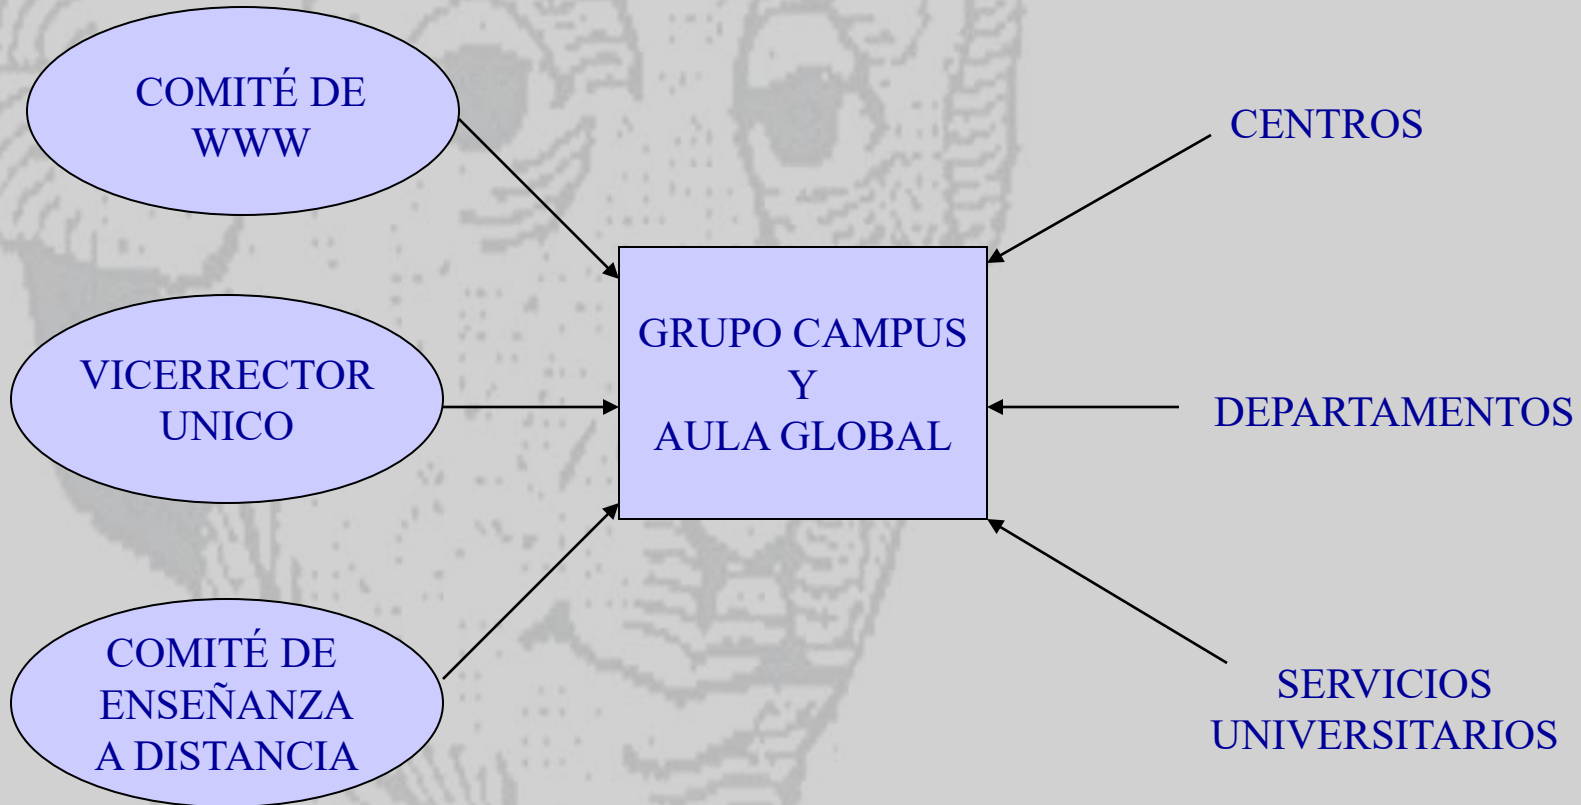 COMITÉ DE
WWW
CENTROS
GRUPO CAMPUS
Y
AULA GLOBAL
VICERRECTOR
UNICO
DEPARTAMENTOS
COMITÉ DE
ENSEÑANZA
A DISTANCIA
SERVICIOS
UNIVERSITARIOS